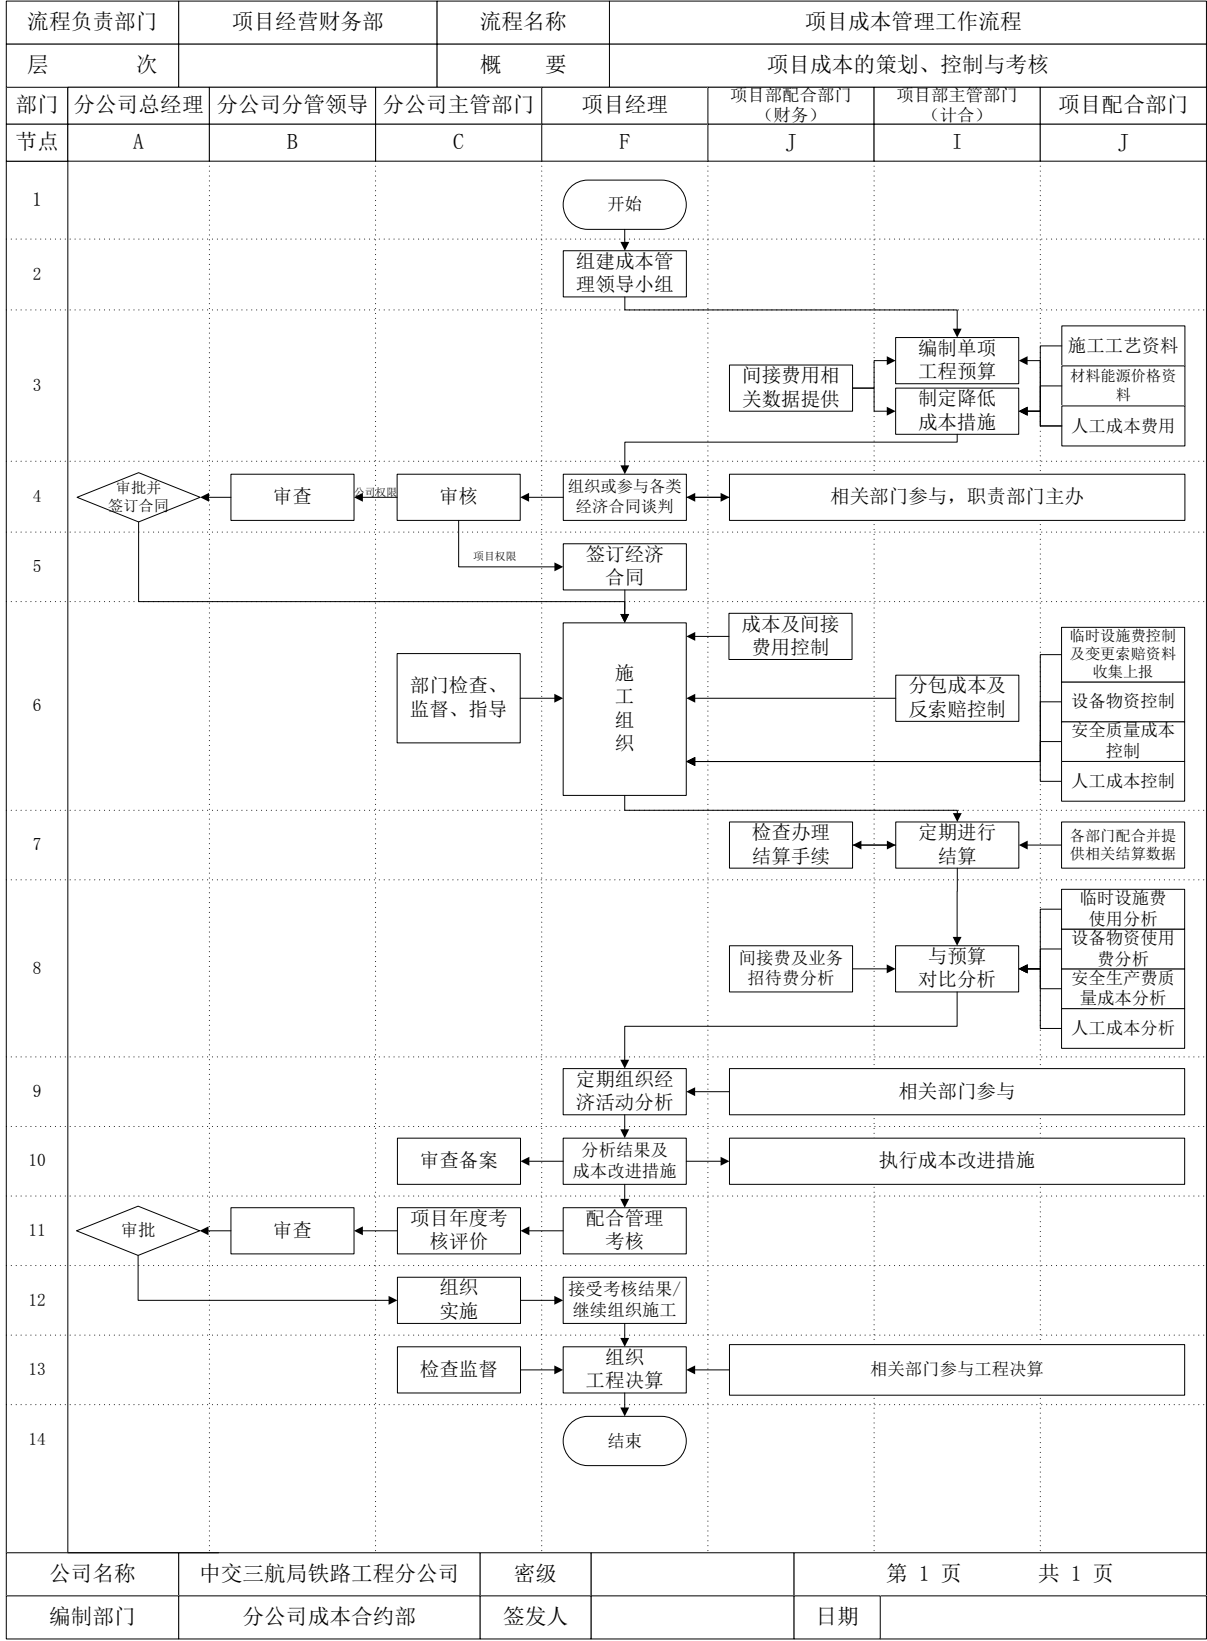 流程负责部门 项目经营财务部 流程名称 项目成本管理工作流程
层 次 概 要 项目成本的策划、控制与考核
部门 分公司总经理 分公司分管领导 分公司主管部门 项目经理 项目部配合部门
（财务） 项目部主管部门
（计合） 项目配合部门
节点 A B C F J I J
1
开始
2
组建成本管
理领导小组
3
间接费用相
关数据提供
编制单项
工程预算
制定降低
成本措施
施工工艺资料
材料能源价格资
料
人工成本费用
4
审批并
签订合同
审查
公司权限
审核
组织或参与各类
经济合同谈判
相关部门参与，职责部门主办
5
项目权限
签订经济
合同
6
部门检查、
监督、指导
施
工
组
织
成本及间接
费用控制
分包成本及
反索赔控制
临时设施费控制
及变更索赔资料
收集上报
设备物资控制
安全质量成本
控制
人工成本控制
7
检查办理
结算手续
定期进行
结算
各部门配合并提
供相关结算数据
8
间接费及业务
招待费分析
与预算
对比分析
临时设施费
使用分析
设备物资使用
费分析
安全生产费质
量成本分析
人工成本分析
9
定期组织经
济活动分析
相关部门参与
10
审查备案
分析结果及
成本改进措施
执行成本改进措施
11
审批
审查
项目年度考
核评价
配合管理
考核
12
组织
实施
接受考核结果/
继续组织施工
13
检查监督
组织
工程决算
相关部门参与工程决算
14
结束
公司名称 中交三航局铁路工程分公司 密级 第 1 页 共 1 页
编制部门 分公司成本合约部 签发人 日期